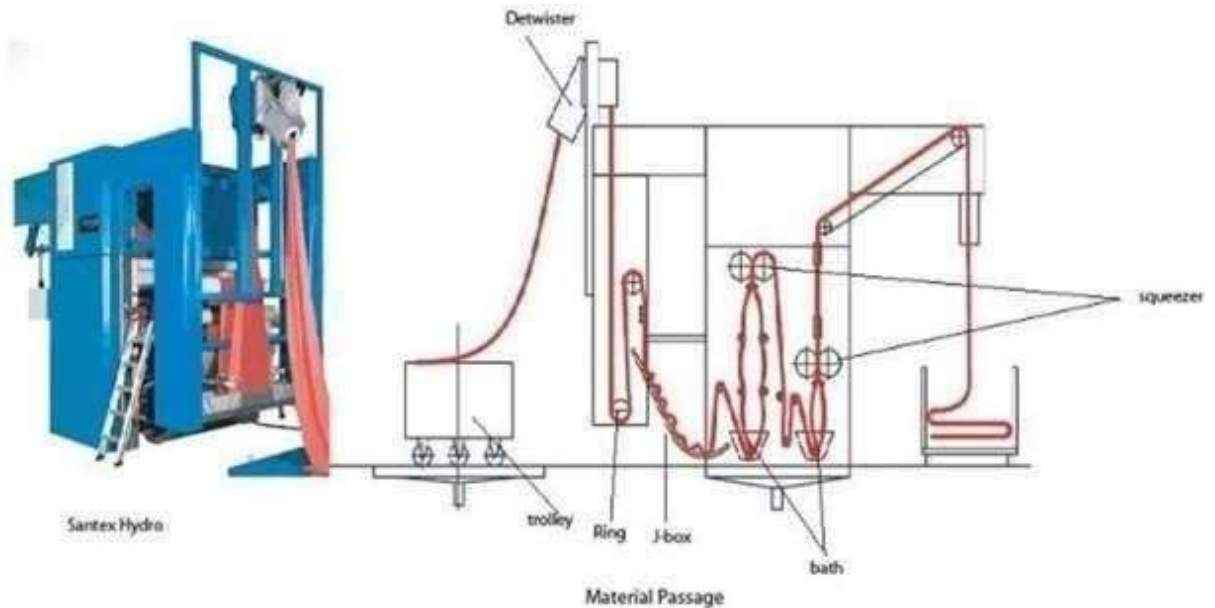 Detwister
squeezer
trolley
Ring
J-box
bath
Santex Hydro
Material Passage